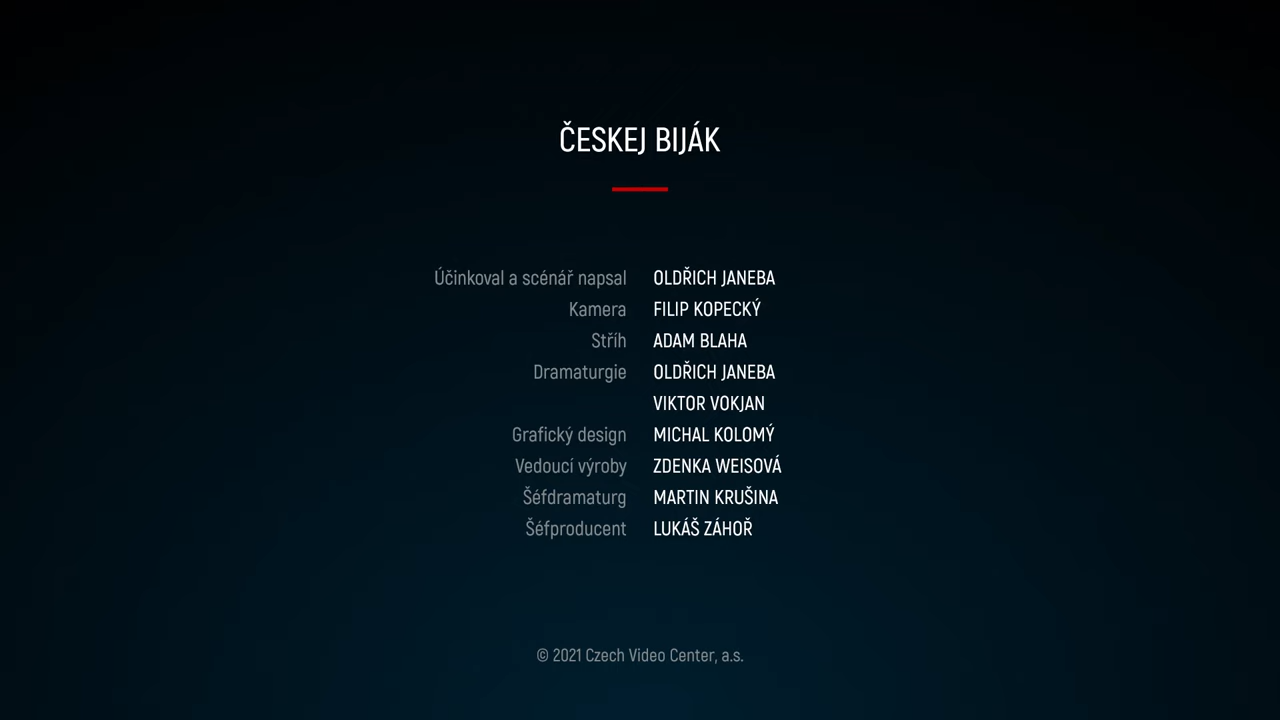 ČESKEJ BIJÁK
Účinkoval a scénář napsal OLDŘICH JANEBA
Kamera FILIP KOPECKÝ
Stříh ADAM BLAHA
Dramaturgie OLDŘICH JANEBA
VIKTOR VOKJAN
Grafický design MICHAL KOLOMÝ
Vedoucí výroby ZDENKA WEISOVÁ
Šéfdramaturg MARTIN KRUŠINA
Šéfproducent LUKÁŠ ZÁHOŘ
© 2021 Czech Video Center, a.s.